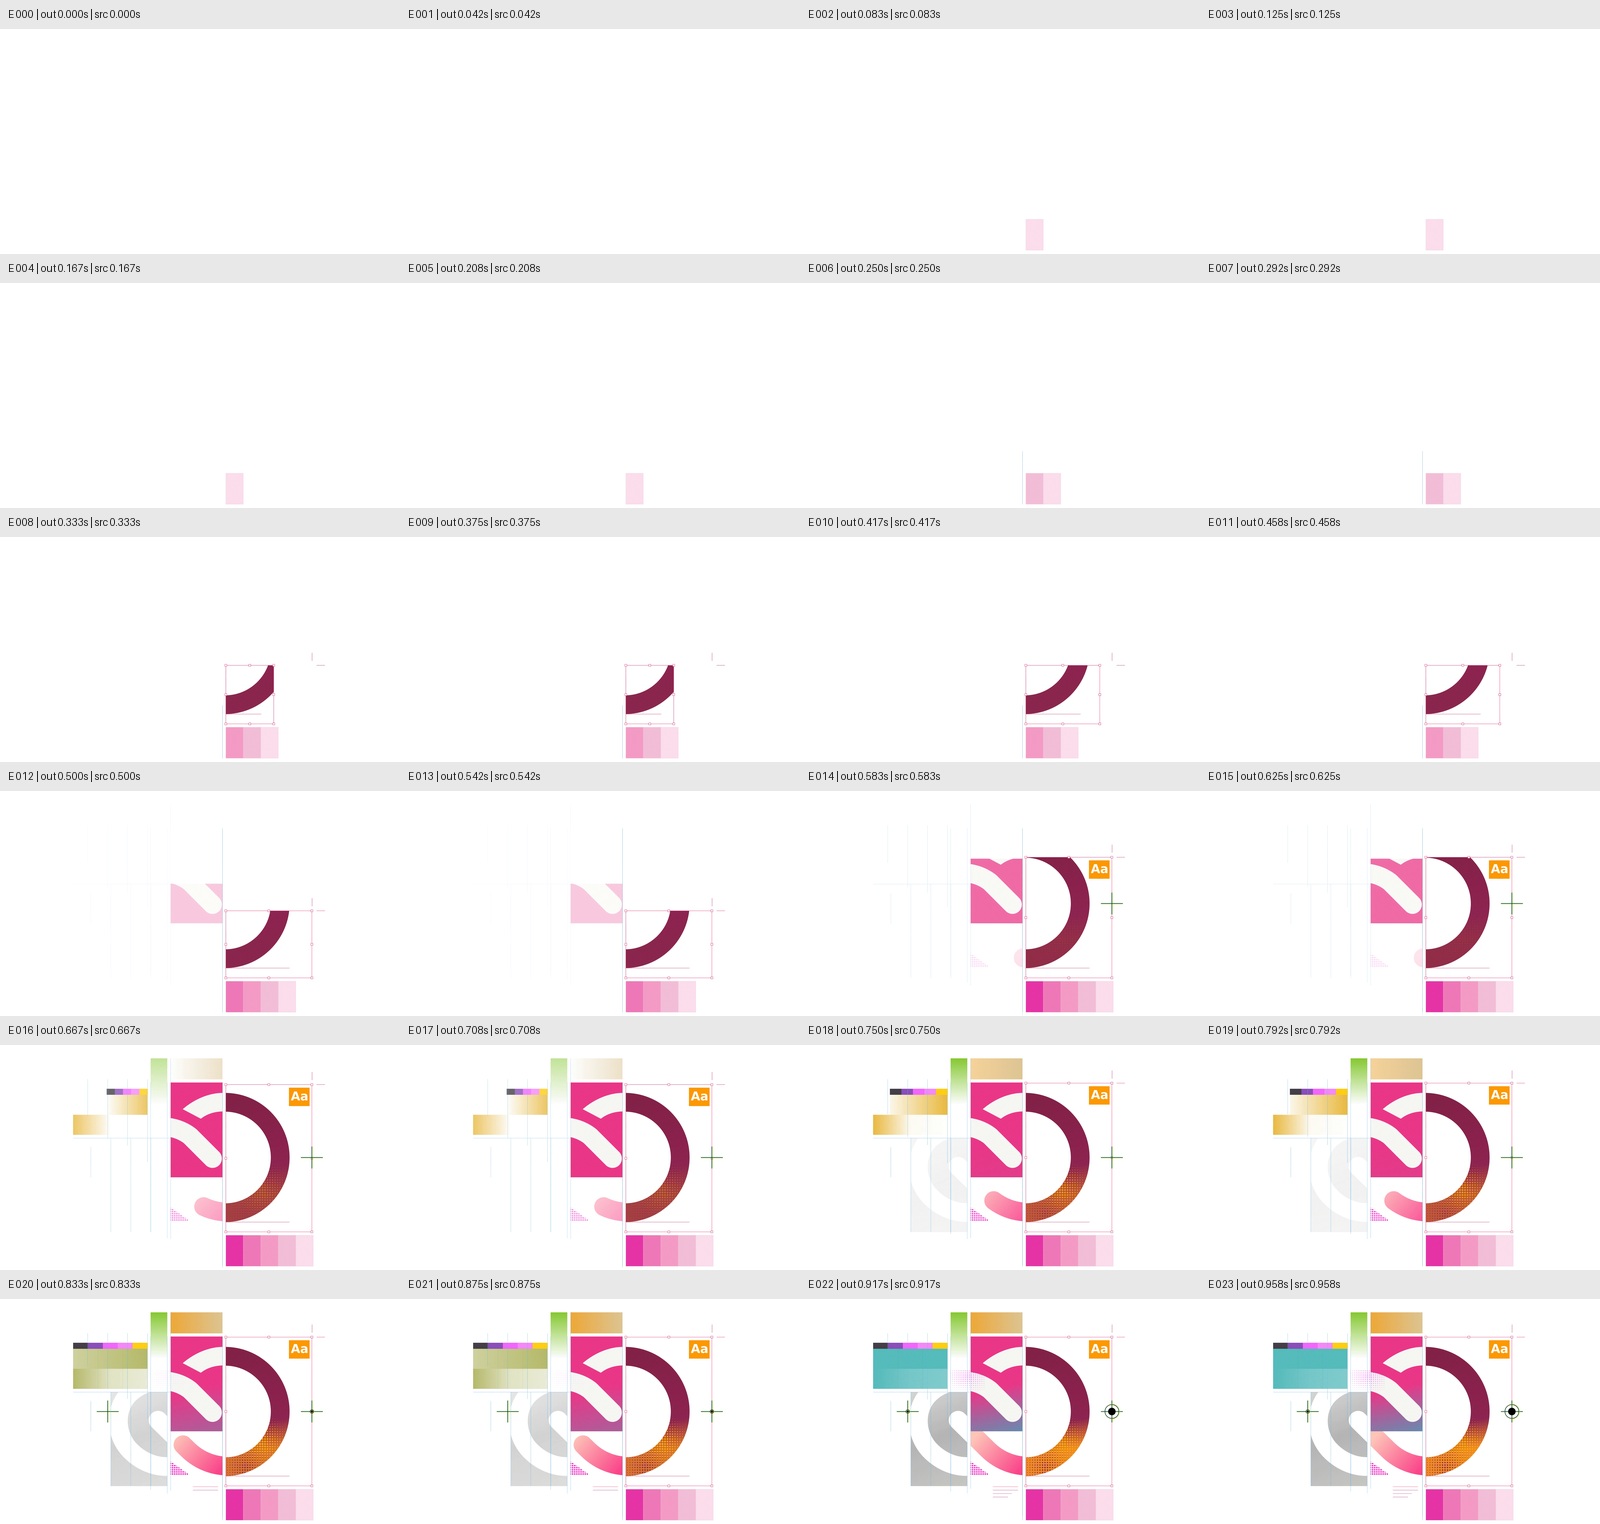 E000 | out 0.000s | src 0.000s
E001 | out 0.042s | src 0.042s
E002 | out 0.083s | src 0.083s
E003 | out 0.125s | src 0.125s
E004 | out 0.167s | src 0.167s
E005 | out 0.208s | src 0.208s
E006 | out 0.250s | src 0.250s
E007 | out 0.292s | src 0.292s
E008 | out 0.333s | src 0.333s
E009 | out 0.375s | src 0.375s
E010 | out 0.417s | src 0.417s
E011 | out 0.458s | src 0.458s
E012 | out 0.500s | src 0.500s
E013 | out 0.542s | src 0.542s
E014 | out 0.583s | src 0.583s
E015 | out 0.625s | src 0.625s
Aa
Aa
E016 | out 0.667s | src 0.667s
E017 | out 0.708s | src 0.708s
E018 | out 0.750s | src 0.750s
E019 | out 0.792s | src 0.792s
Aa
Aa
Aa
Aa
E020 | out 0.833s | src 0.833s
E021 | out 0.875s | src 0.875s
E022 | out 0.917s | src 0.917s
E023 | out 0.958s | src 0.958s
Aa
Aa
Aa
Aa